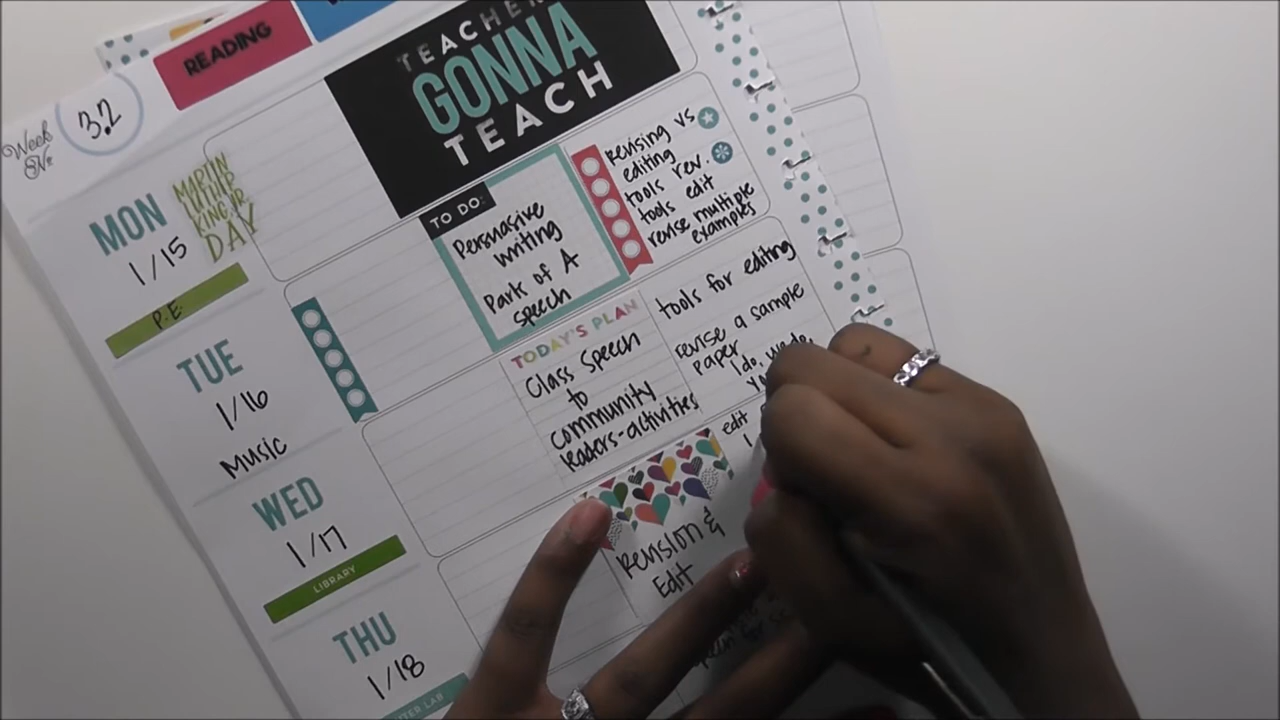 READING
Week
No
32
TEACHERS
GONNA
TEACH
MON
1/15
MARTIN
LUTHER
KING, JR.
DAY
P.E.
TO DO:
Persuasive
writing
Parts of A
speech
revising vs
editing
tools rev.
tools edit
revise multiple
examples
TUE
1/16
Music
TODAY'S PLAN
Class Speech
to
community
leaders-activities
tools for editing
revise a sample
paper
I do, we do,
WED
1/17
LIBRARY
Revision &
Edit
edit
THU
1/18